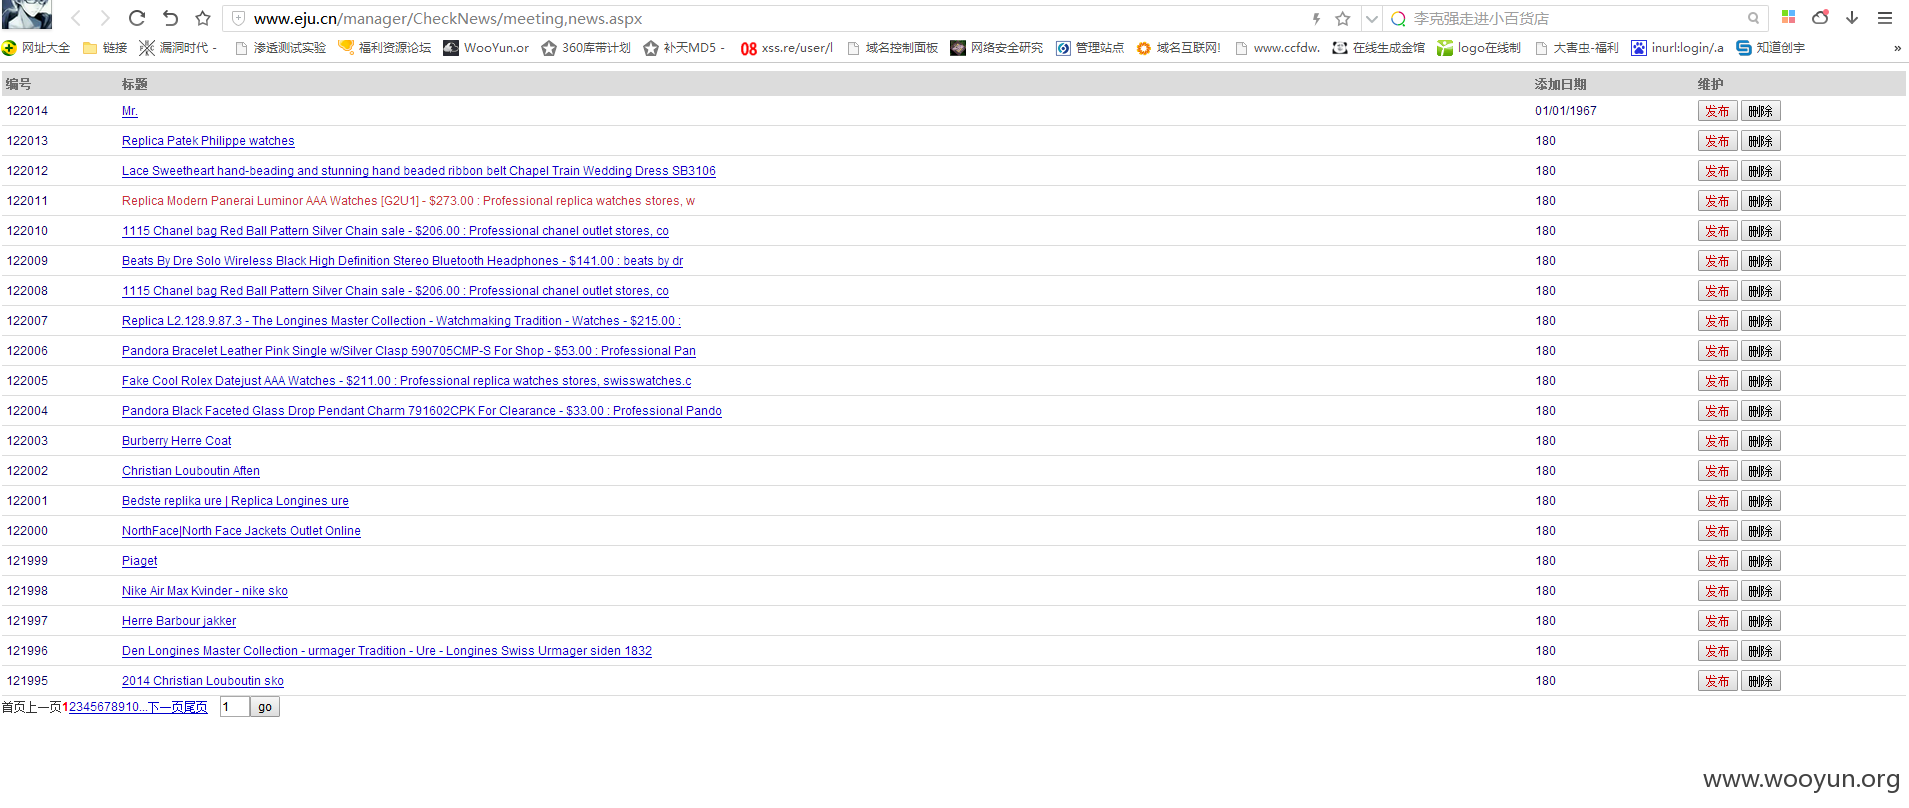 www.eju.cn/manager/CheckNews/meeting,news.aspx 李克强走进小百货店
网址大全 链接 漏洞时代 - 渗透测试实验 福利资源论坛 WooYun.or 360库带计划 补天MD5 - 08 xss.re/user/l 域名控制面板 网络安全研究 管理站点 域名互联网! www.ccfdw. 在线生成金馆 logo在线制 大害虫-福利 inurl:login/.a 知道创宇 »
编号 标题 添加日期 维护
122014 Mr. 01/01/1967 发布 删除
122013 Replica Patek Philippe watches 180 发布 删除
122012 Lace Sweetheart hand-beading and stunning hand beaded ribbon belt Chapel Train Wedding Dress SB3106 180 发布 删除
122011 Replica Modern Panerai Luminor AAA Watches [G2U1] - $273.00 : Professional replica watches stores, w 180 发布 删除
122010 1115 Chanel bag Red Ball Pattern Silver Chain sale - $206.00 : Professional chanel outlet stores, co 180 发布 删除
122009 Beats By Dre Solo Wireless Black High Definition Stereo Bluetooth Headphones - $141.00 : beats by dr 180 发布 删除
122008 1115 Chanel bag Red Ball Pattern Silver Chain sale - $206.00 : Professional chanel outlet stores, co 180 发布 删除
122007 Replica L2.128.9.87.3 - The Longines Master Collection - Watchmaking Tradition - Watches - $215.00 : 180 发布 删除
122006 Pandora Bracelet Leather Pink Single w/Silver Clasp 590705CMP-S For Shop - $53.00 : Professional Pan 180 发布 删除
122005 Fake Cool Rolex Datejust AAA Watches - $211.00 : Professional replica watches stores, swisswatches.c 180 发布 删除
122004 Pandora Black Faceted Glass Drop Pendant Charm 791602CPK For Clearance - $33.00 : Professional Pando 180 发布 删除
122003 Burberry Herre Coat 180 发布 删除
122002 Christian Louboutin Aften 180 发布 删除
122001 Bedste replika ure | Replica Longines ure 180 发布 删除
122000 NorthFace|North Face Jackets Outlet Online 180 发布 删除
121999 Piaget 180 发布 删除
121998 Nike Air Max Kvinder - nike sko 180 发布 删除
121997 Herre Barbour jakker 180 发布 删除
121996 Den Longines Master Collection - urmager Tradition - Ure - Longines Swiss Urmager siden 1832 180 发布 删除
121995 2014 Christian Louboutin sko 180 发布 删除
首页上一页12345678910...下一页尾页 1 go
www.wooyun.org